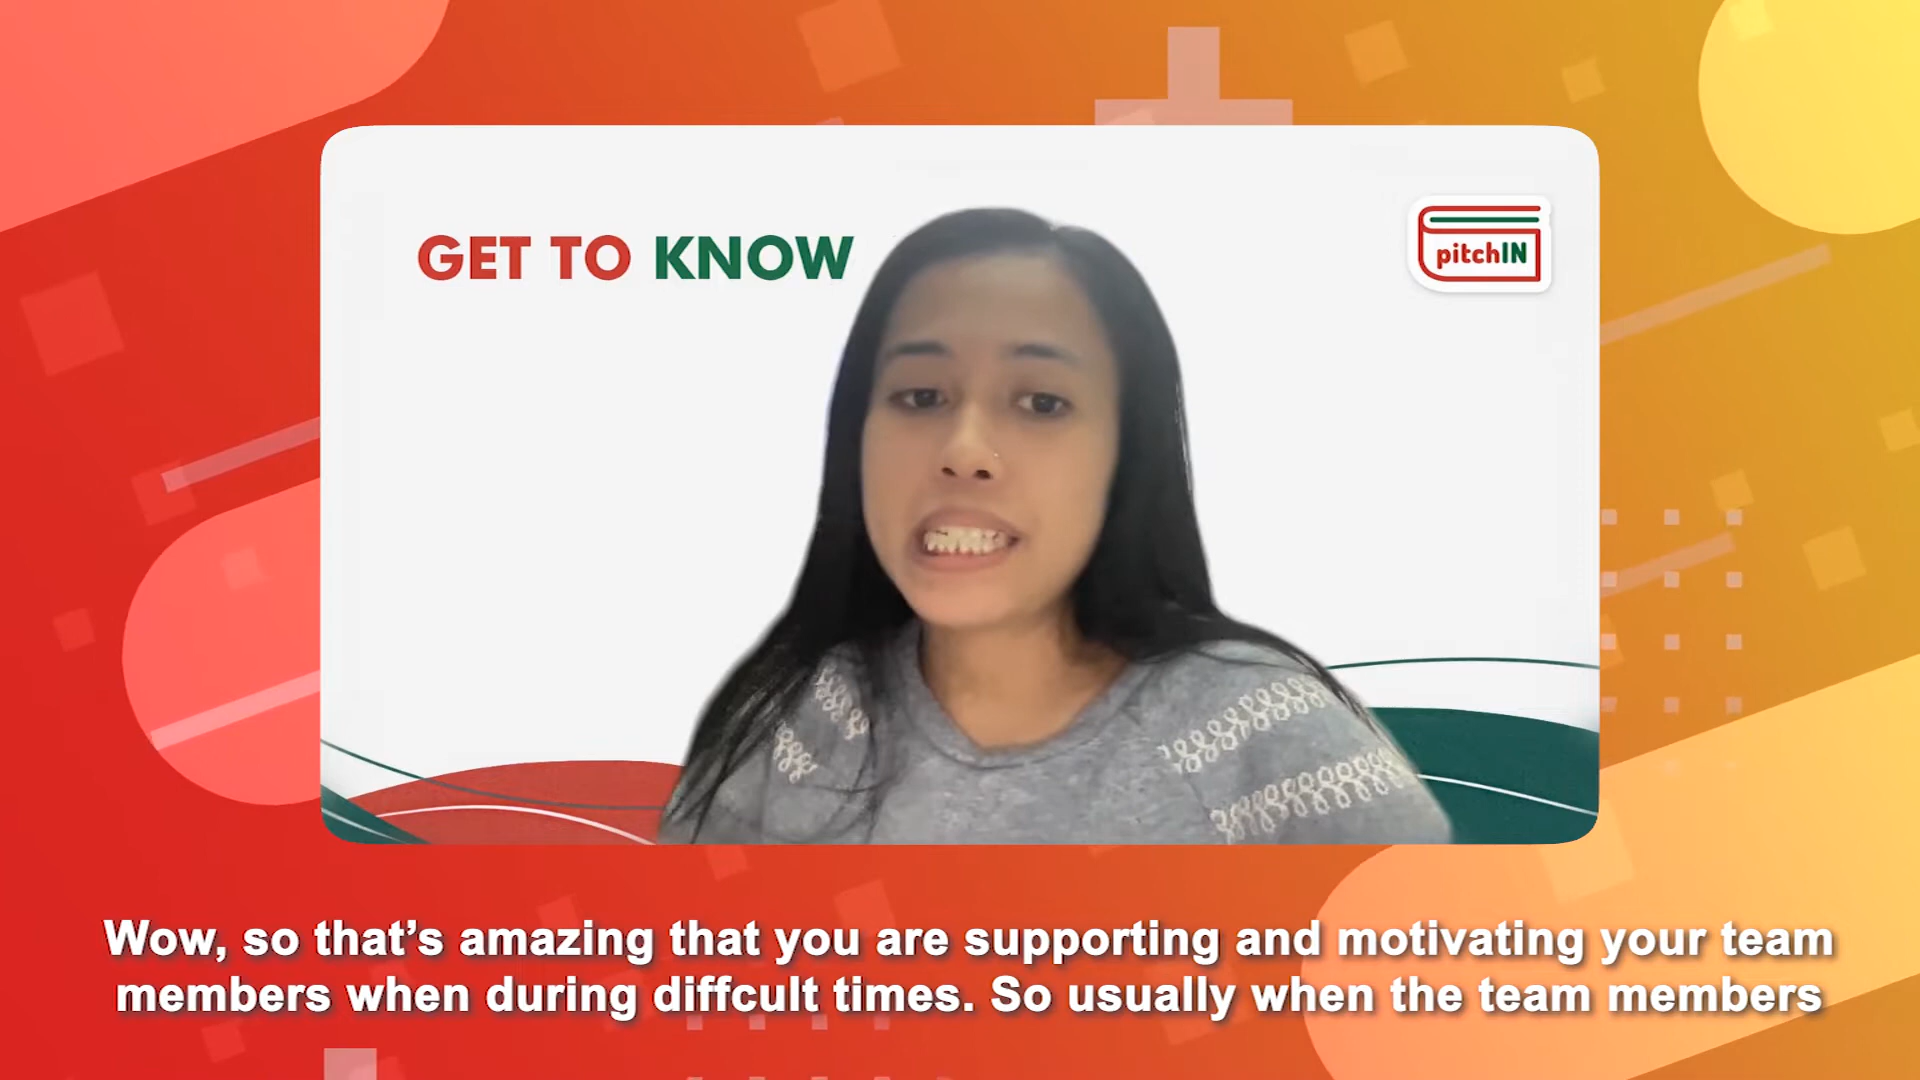 GET TO KNOW
pitchIN
Wow, so that’s amazing that you are supporting and motivating your team
members when during diffcult times. So usually when the team members